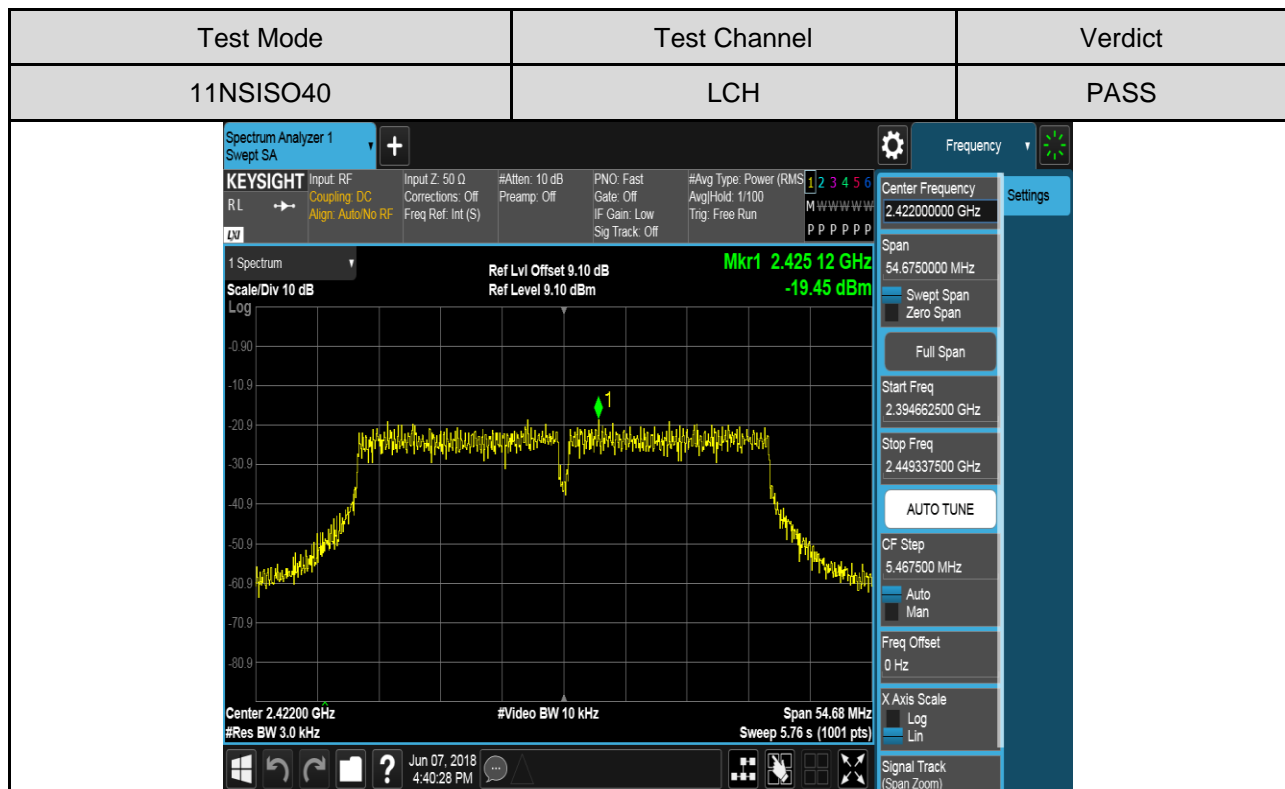 Test Mode Test Channel Verdict
11NSISO40 LCH PASS
Spectrum Analyzer 1
Swept SA
+
Frequency
KEYSIGHT Input: RF Input Z: 50 Ω #Atten: 10 dB PNO: Fast #Avg Type: Power (RMS 1 2 3 4 5 6
RL Coupling: DC Corrections: Off Preamp: Off Gate: Off Avg|Hold: 1/100 M W W W W W
Align: Auto/No RF Freq Ref: Int (S) IF Gain: Low Trig: Free Run
LXI Sig Track: Off P P P P P P
1 Spectrum Ref Lvl Offset 9.10 dB Mkr1 2.425 12 GHz
Scale/Div 10 dB Ref Level 9.10 dBm -19.45 dBm
Log
-0.90
-10.9
1
-20.9
-30.9
-40.9
-50.9
-60.9
-70.9
-80.9
Center 2.42200 GHz #Video BW 10 kHz Span 54.68 MHz
#Res BW 3.0 kHz Sweep 5.76 s (1001 pts)
? Jun 07, 2018
4:40:28 PM
Center Frequency
2.422000000 GHz
Settings
Span
54.6750000 MHz
Swept Span
Zero Span
Full Span
Start Freq
2.394662500 GHz
Stop Freq
2.449337500 GHz
AUTO TUNE
CF Step
5.467500 MHz
Auto
Man
Freq Offset
0 Hz
X Axis Scale
Log
Lin
Signal Track
(Span Zoom)